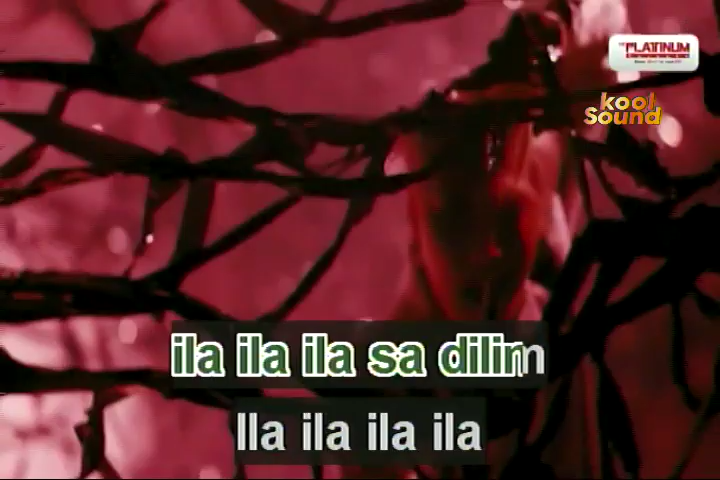 PLATINUM
kool
Sound
ila ila ila sa dilim
Ila ila ila ila